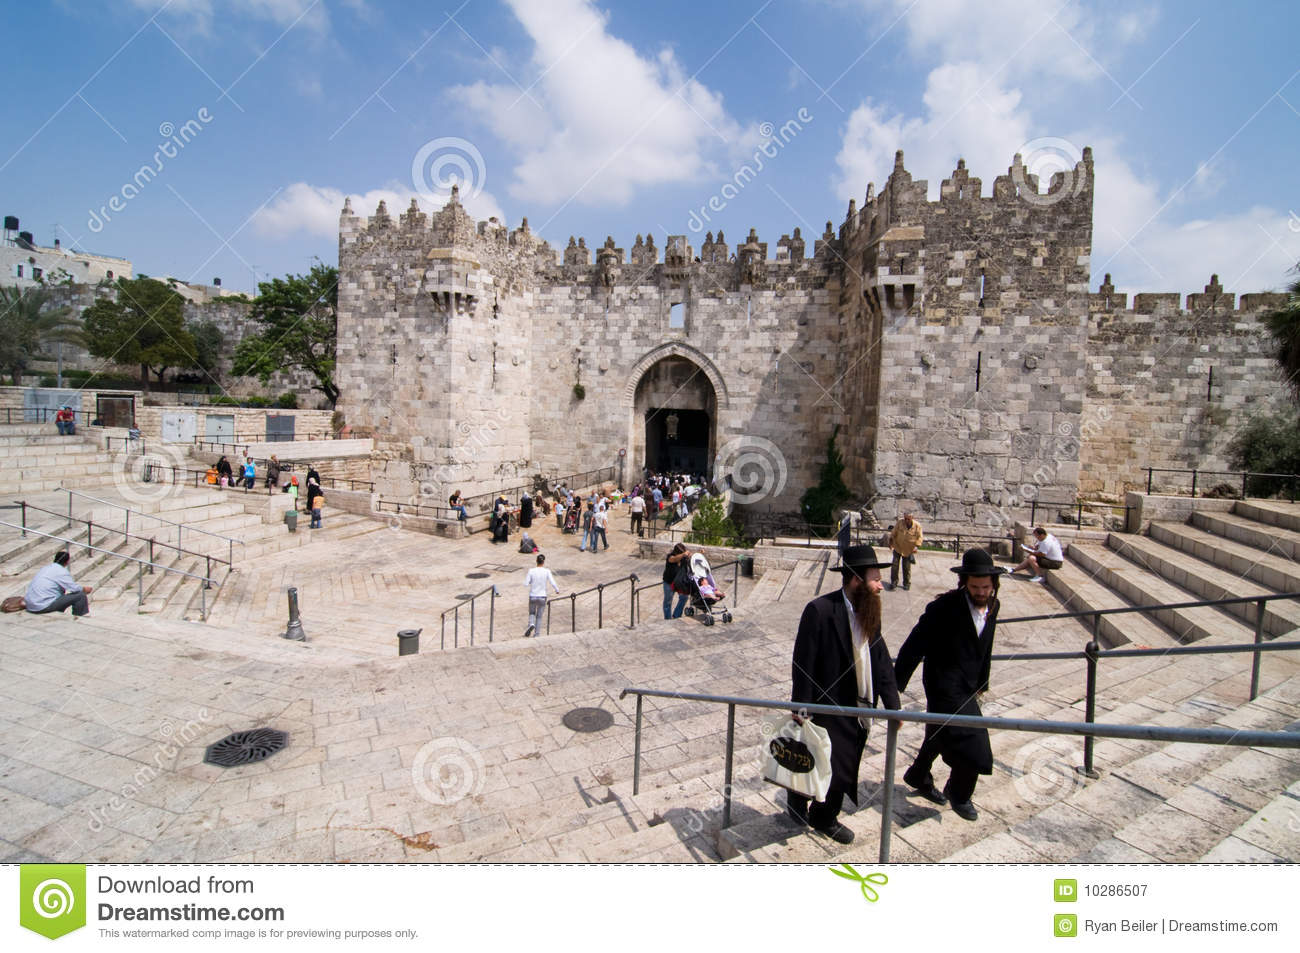 dreamstime
Download from
Dreamstime.com
This watermarked comp image is for previewing purposes only.
ID 10286507
© Ryan Beiler | Dreamstime.com